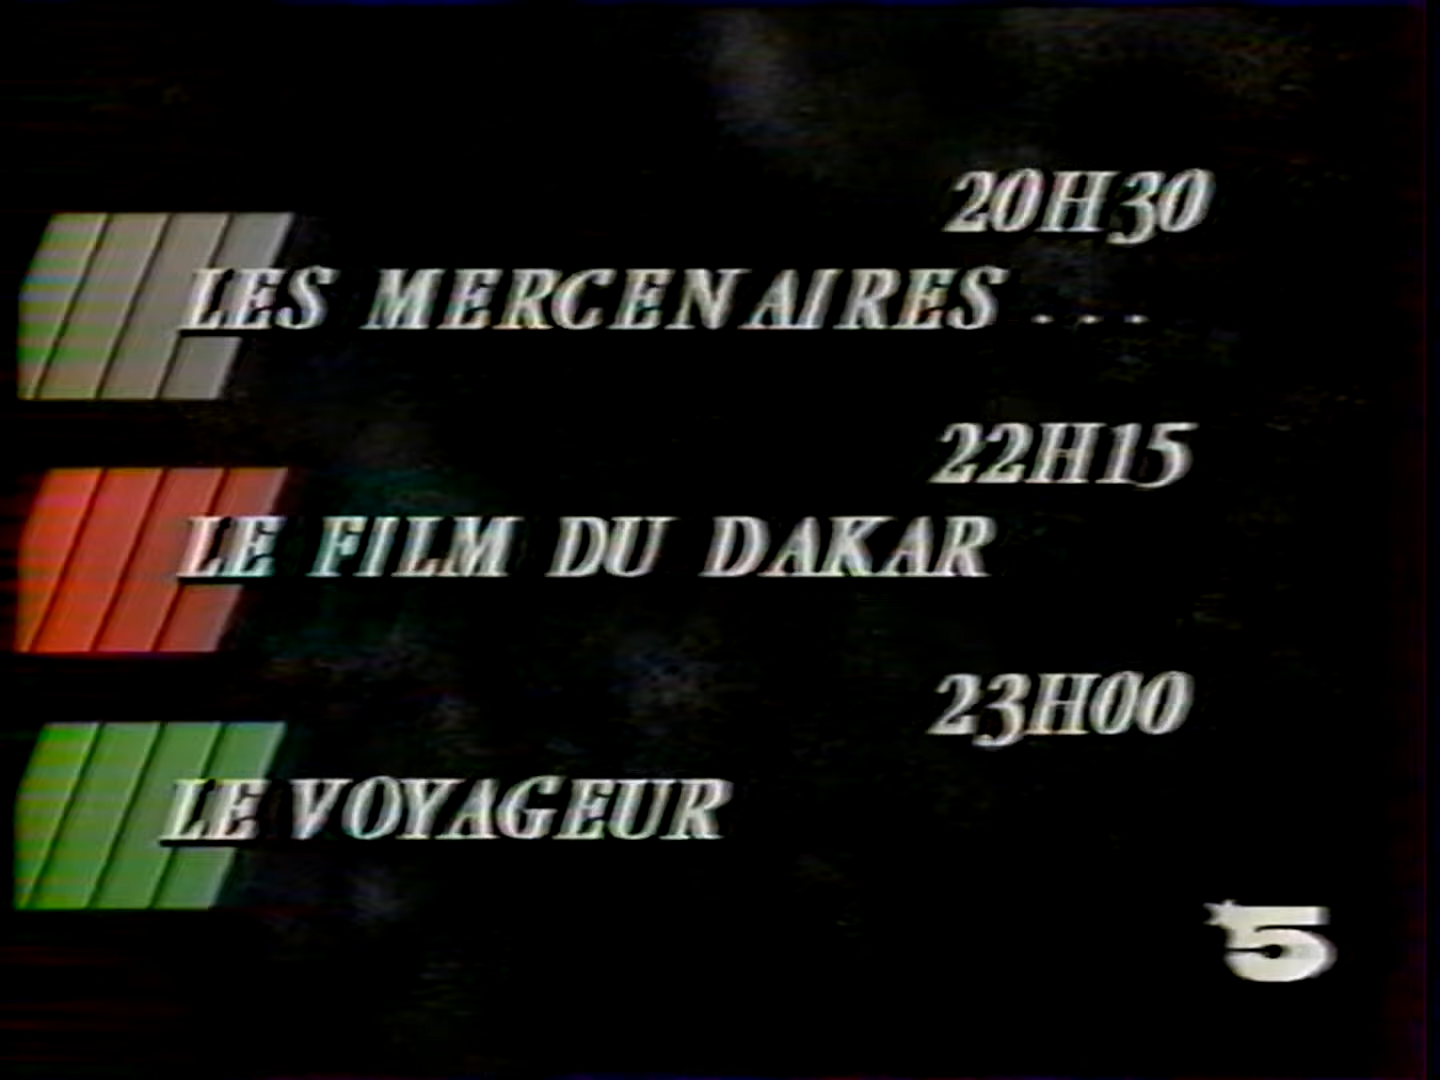 20H30
LES MERCENAIRES...
22H15
LE FILM DU DAKAR
23H00
LE VOYAGEUR
5